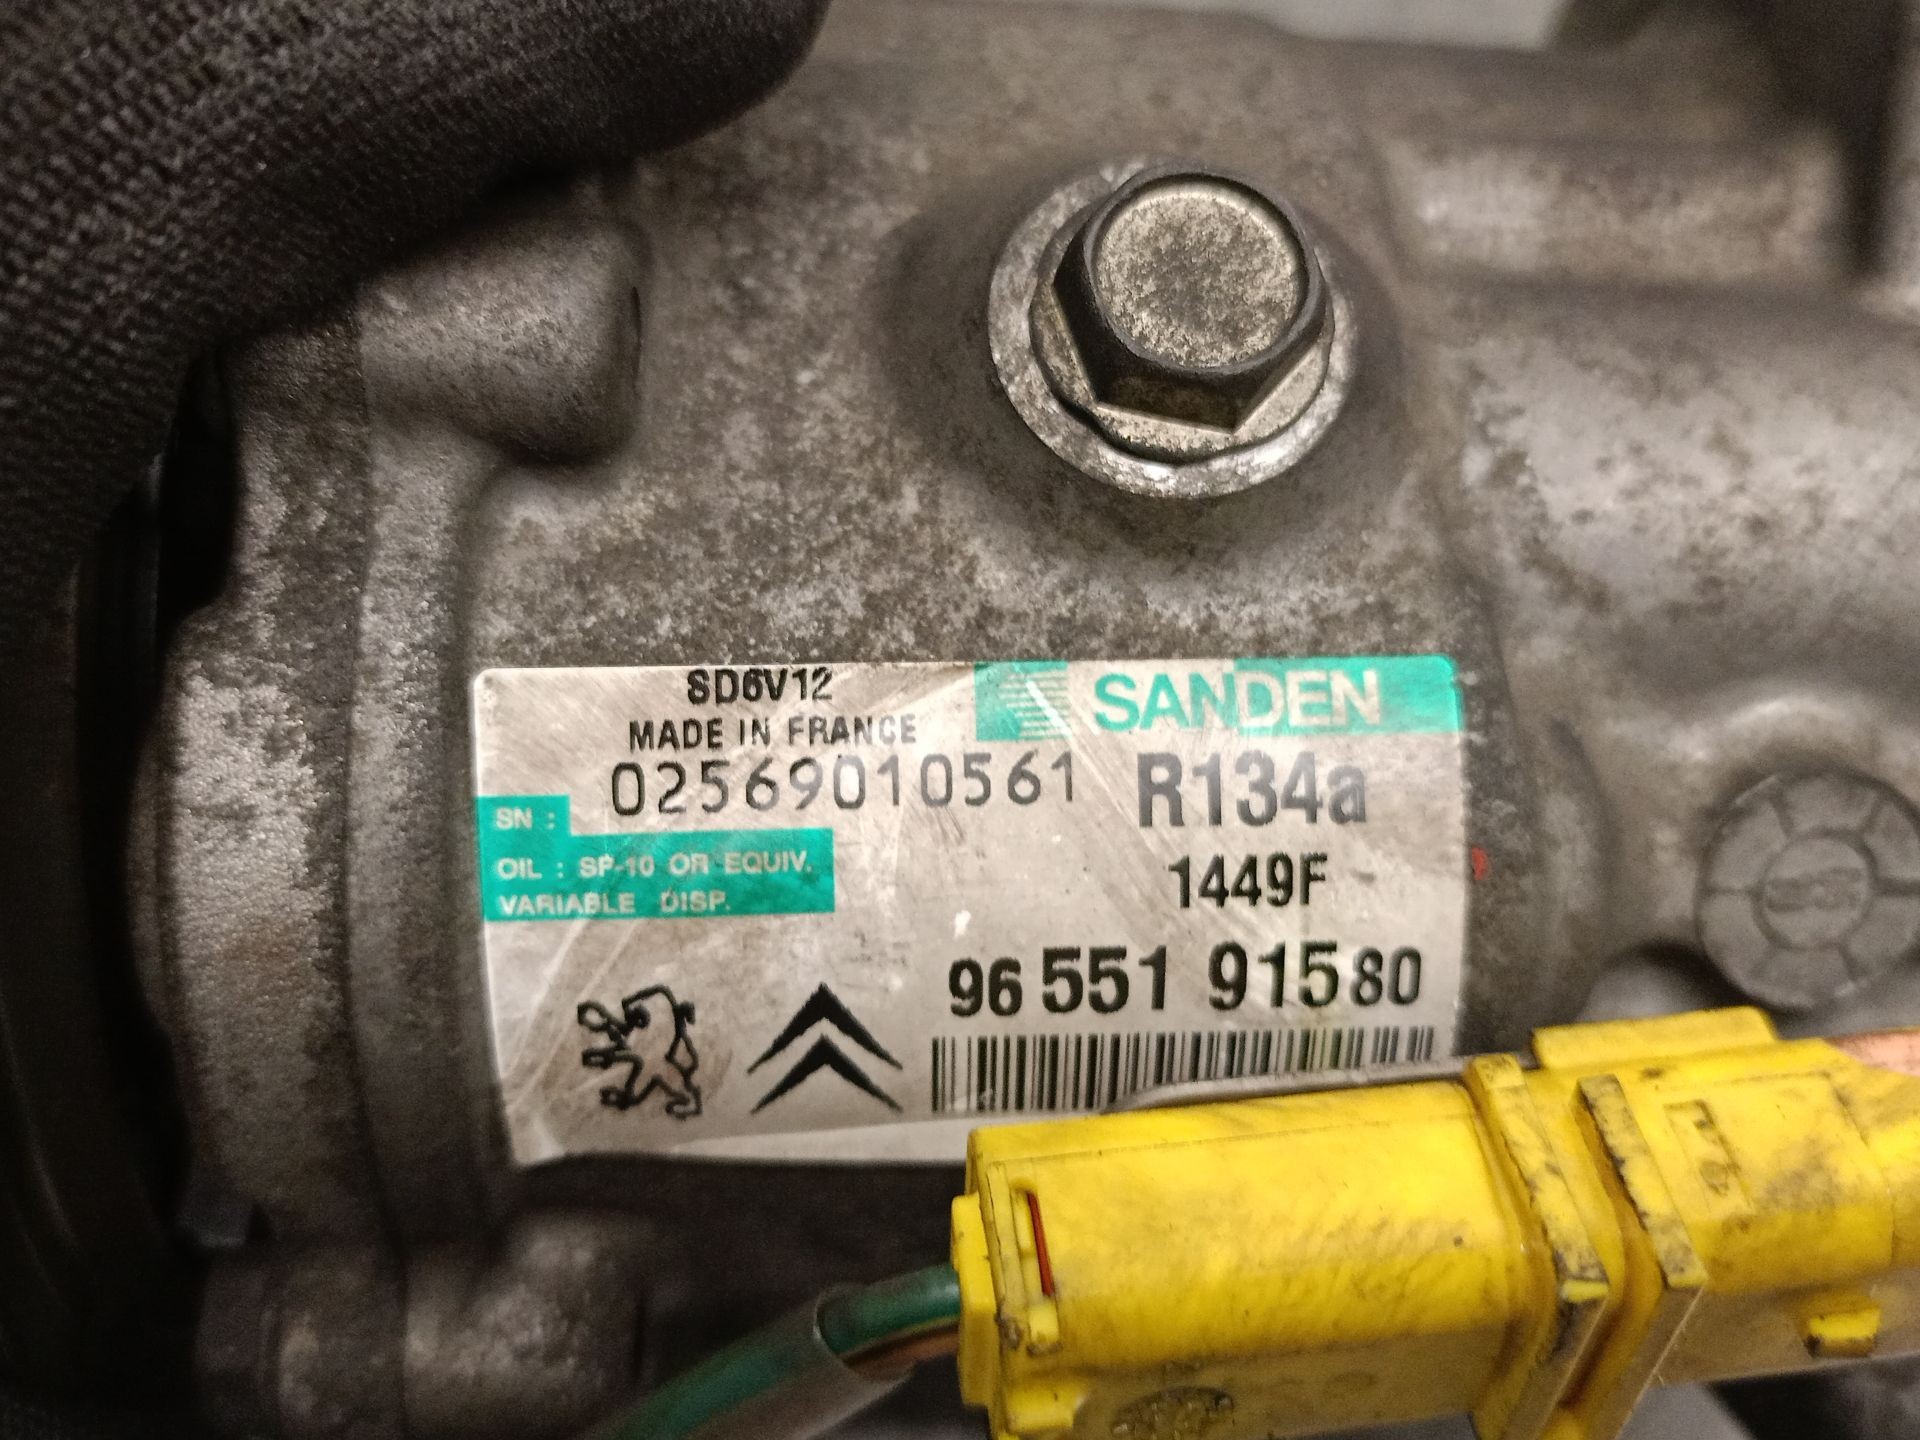 SD6V12
SANDEN
MADE IN FRANCE
SN : 02569010561
R134a
OIL : SP-10 OR EQUIV.
VARIABLE DISP.
1449F
96 551 915 80